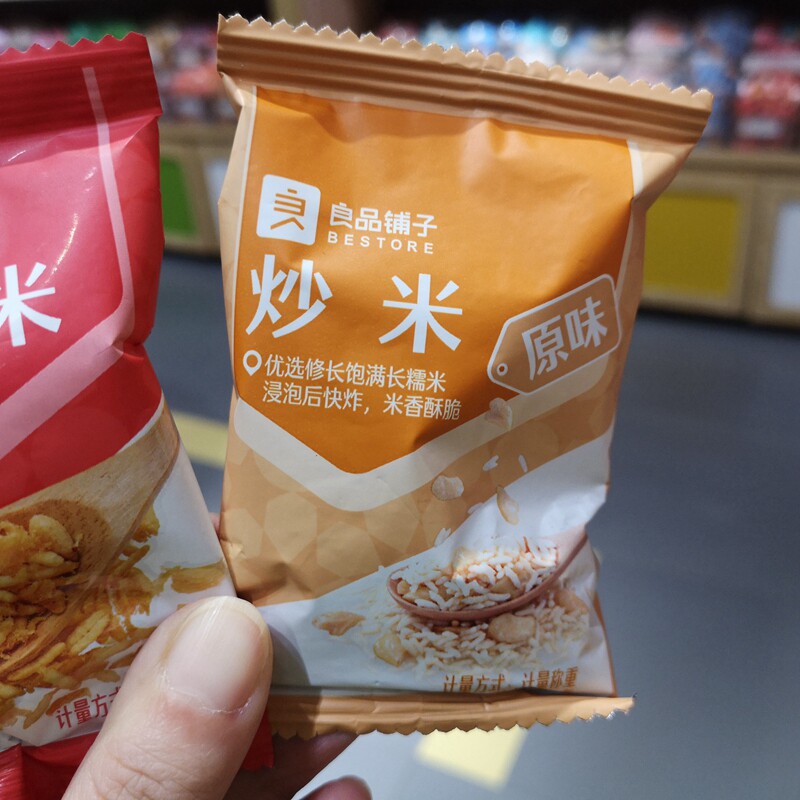 良
良品铺子
BESTORE
炒米
原味
优选修长饱满长糯米
浸泡后快炸，米香酥脆
计量方式：计量称重
米
计量方